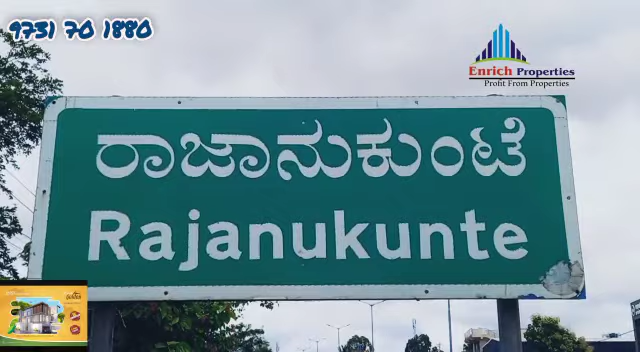 9731 70 1880
Enrich Properties
Profit From Properties
ರಾಜಾನುಕುಂಟೆ
Rajanukunte